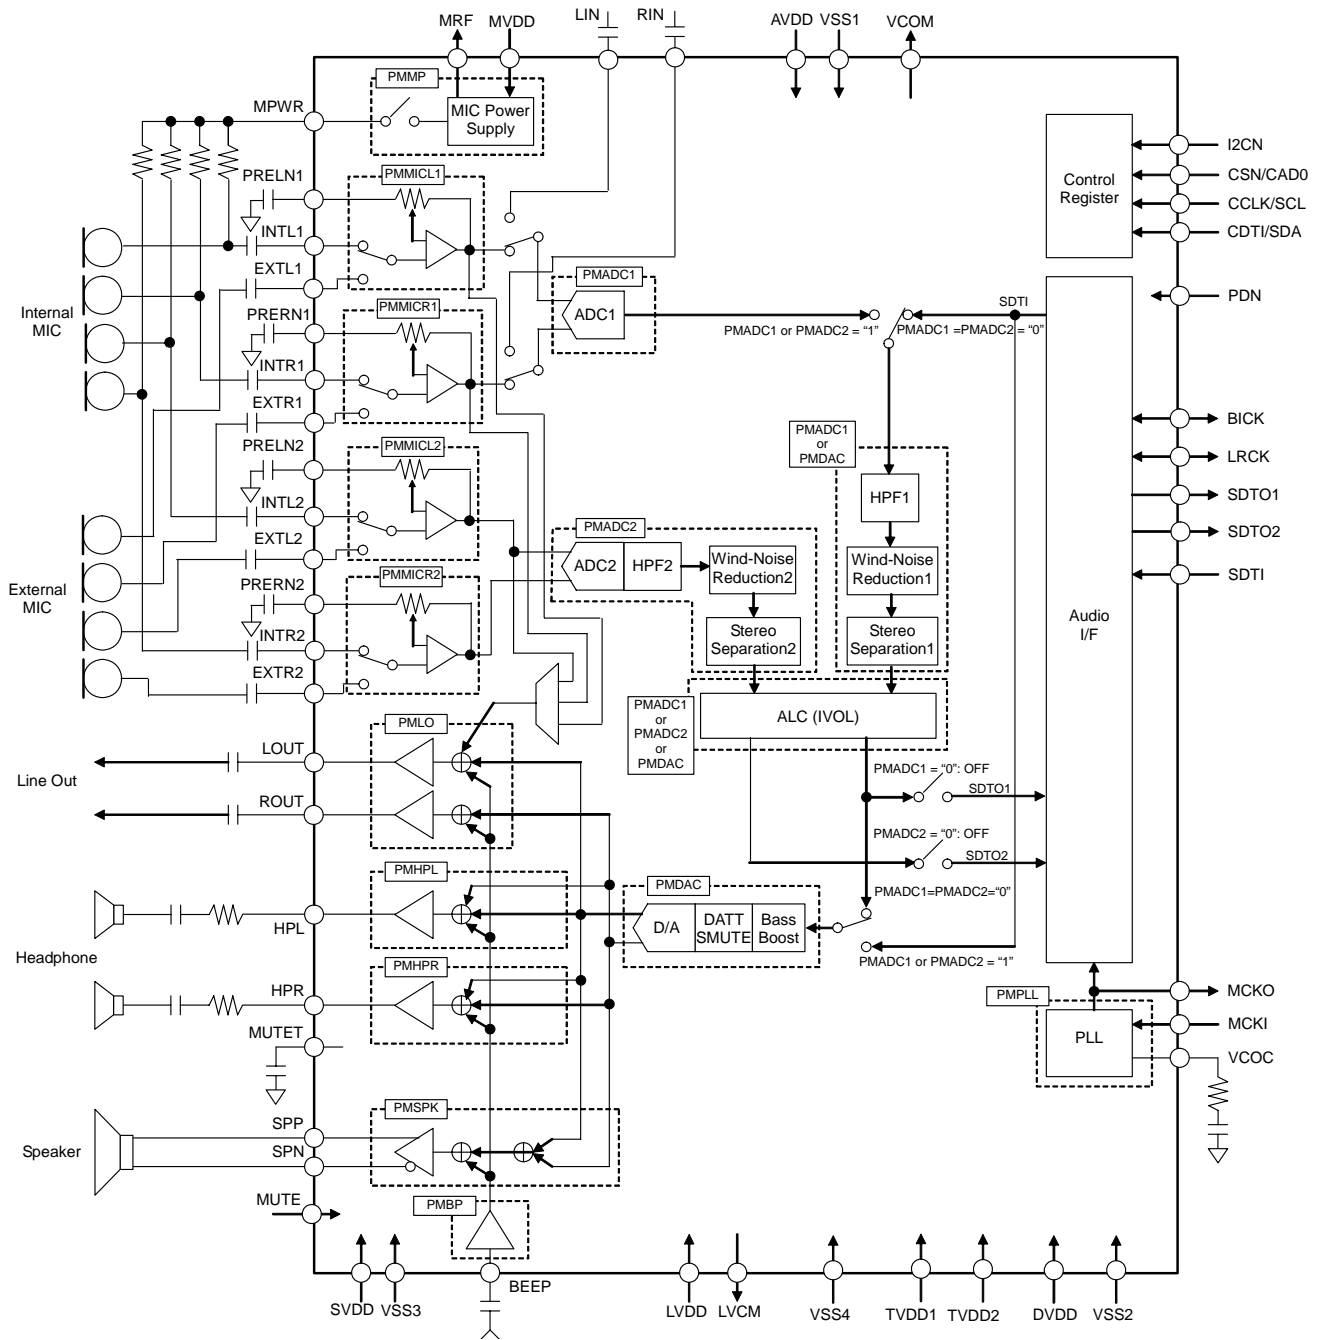 MRF
MVDD
LIN
RIN
AVDD
VSS1
VCOM
PMMP
MPWR
MIC Power
Supply
I2CN
CSN/CAD0
CCLK/SCL
CDTI/SDA
Control
Register
PRELN1
PMMICL1
INTL1
EXTL1
PMADC1
ADC1
SDTI
PDN
Internal
MIC
PRERN1
PMMICR1
PMADC1 or PMADC2 = “1”
PMADC1 =PMADC2 = “0”
INTR1
EXTR1
PMADC1
or
PMDAC
BICK
PRELN2
PMMICL2
LRCK
HPF1
SDTO1
INTL2
PMADC2
SDTO2
EXTL2
ADC2
HPF2
Wind-Noise
Reduction2
Wind-Noise
Reduction1
SDTI
External
MIC
PRERN2
PMMICR2
Audio
I/F
INTR2
Stereo
Separation2
Stereo
Separation1
EXTR2
PMADC1
or
PMADC2
or
PMDAC
ALC (IVOL)
PMLO
LOUT
Line Out
PMADC1 = “0”: OFF
SDTO1
ROUT
PMADC2 = “0”: OFF
SDTO2
PMHPL
PMDAC
PMADC1=PMADC2=“0”
HPL
D/A
DATT
SMUTE
Bass
Boost
Headphone
PMADC1 or PMADC2 = “1”
PMHPR
HPR
PMPLL
MCKO
MUTET
PLL
MCKI
VCOC
PMSPK
SPP
Speaker
SPN
MUTE
PMBP
BEEP
SVDD
VSS3
LVDD
LVCM
VSS4
TVDD1
TVDD2
DVDD
VSS2